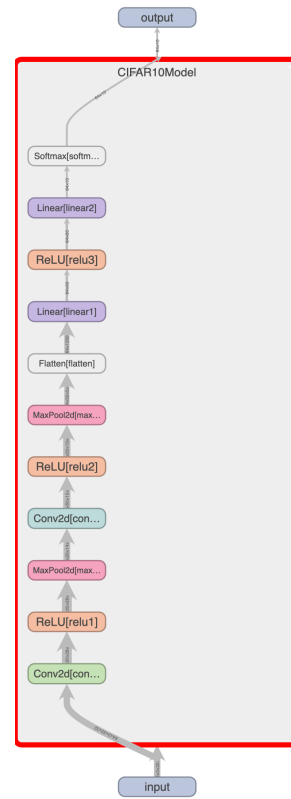 output
CIFAR10Model
Softmax[softm...
Linear[linear2]
ReLU[relu3]
Linear[linear1]
Flatten[flatten]
MaxPool2d[max...
ReLU[relu2]
Conv2d[con...
MaxPool2d[max...
ReLU[relu1]
Conv2d[con...
input